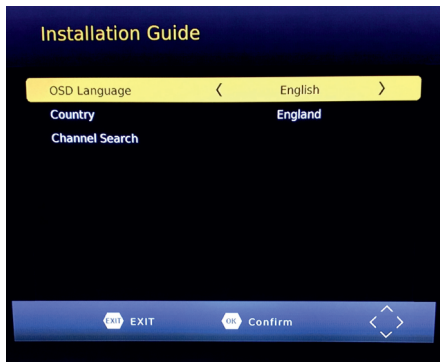 Installation Guide
OSD Language < English >
Country England
Channel Search
EXIT EXIT OK Confirm